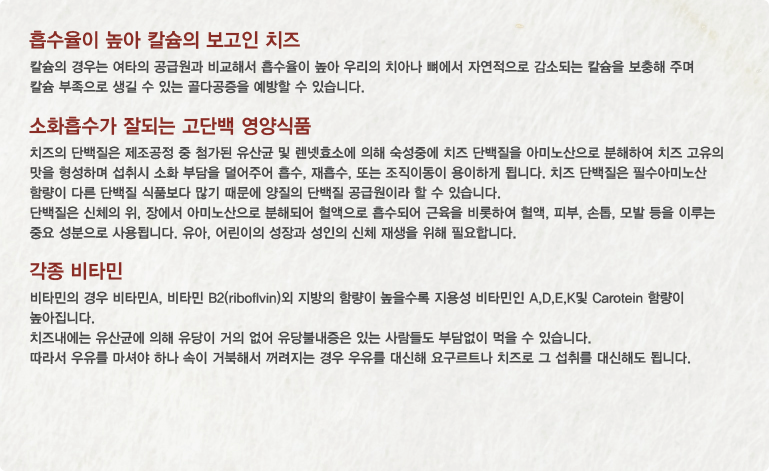 흡수율이 높아 칼슘의 보고인 치즈
칼슘의 경우는 여타의 공급원과 비교해서 흡수율이 높아 우리의 치아나 뼈에서 자연적으로 감소되는 칼슘을 보충해 주며
칼슘 부족으로 생길 수 있는 골다공증을 예방할 수 있습니다.
소화흡수가 잘되는 고단백 영양식품
치즈의 단백질은 제조공정 중 첨가된 유산균 및 렌넷효소에 의해 숙성중에 치즈 단백질을 아미노산으로 분해하여 치즈 고유의
맛을 형성하며 섭취시 소화 부담을 덜어주어 흡수, 재흡수, 또는 조직이동이 용이하게 됩니다. 치즈 단백질은 필수아미노산
함량이 다른 단백질 식품보다 많기 때문에 양질의 단백질 공급원이라 할 수 있습니다.
단백질은 신체의 위, 장에서 아미노산으로 분해되어 혈액으로 흡수되어 근육을 비롯하여 혈액, 피부, 손톱, 모발 등을 이루는
중요 성분으로 사용됩니다. 유아, 어린이의 성장과 성인의 신체 재생을 위해 필요합니다.
각종 비타민
비타민의 경우 비타민A, 비타민 B2(riboflvin)외 지방의 함량이 높을수록 지용성 비타민인 A,D,E,K및 Carotein 함량이
높아집니다.
치즈내에는 유산균에 의해 유당이 거의 없어 유당불내증은 있는 사람들도 부담없이 먹을 수 있습니다.
따라서 우유를 마셔야 하나 속이 거북해서 꺼려지는 경우 우유를 대신해 요구르트나 치즈로 그 섭취를 대신해도 됩니다.